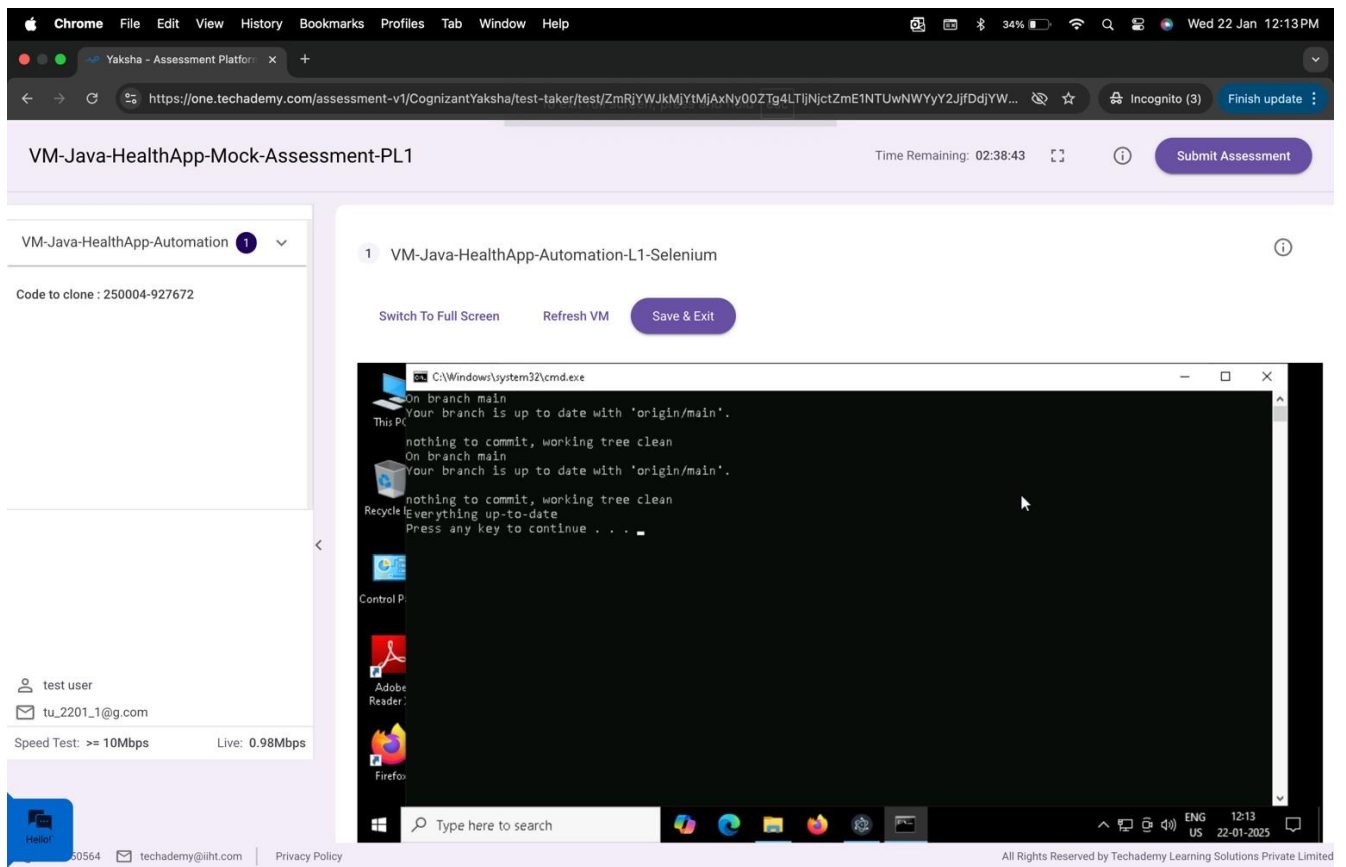 Chrome File Edit View History Bookmarks Profiles Tab Window Help 34% Wed 22 Jan 12:13 PM
Yaksha - Assessment Platform
https://one.techademy.com/assessment-v1/CognizantYaksha/test-taker/test/ Incognito (3) Finish update
VM-Java-HealthApp-Mock-Assessment-PL1 Time Remaining: 02:38:43 Submit Assessment
VM-Java-HealthApp-Automation 1
1 VM-Java-HealthApp-Automation-L1-Selenium
Code to clone : 250004-927672
Switch To Full Screen Refresh VM Save & Exit
C:\Windows\system32\cmd.exe
On branch main
Your branch is up to date with 'origin/main'.
nothing to commit, working tree clean
On branch main
Your branch is up to date with 'origin/main'.
nothing to commit, working tree clean
Everything up-to-date
Press any key to continue . . .
This PC
Recycle
Control P
Adobe
Reader
Firefox
test user
tu_2201_1@g.com
Speed Test: >= 10Mbps Live: 0.98Mbps
Type here to search ENG 12:13
US 22-01-2025
Hello!
50564 techademy@iiht.com Privacy Policy All Rights Reserved by Techademy Learning Solutions Private Limited